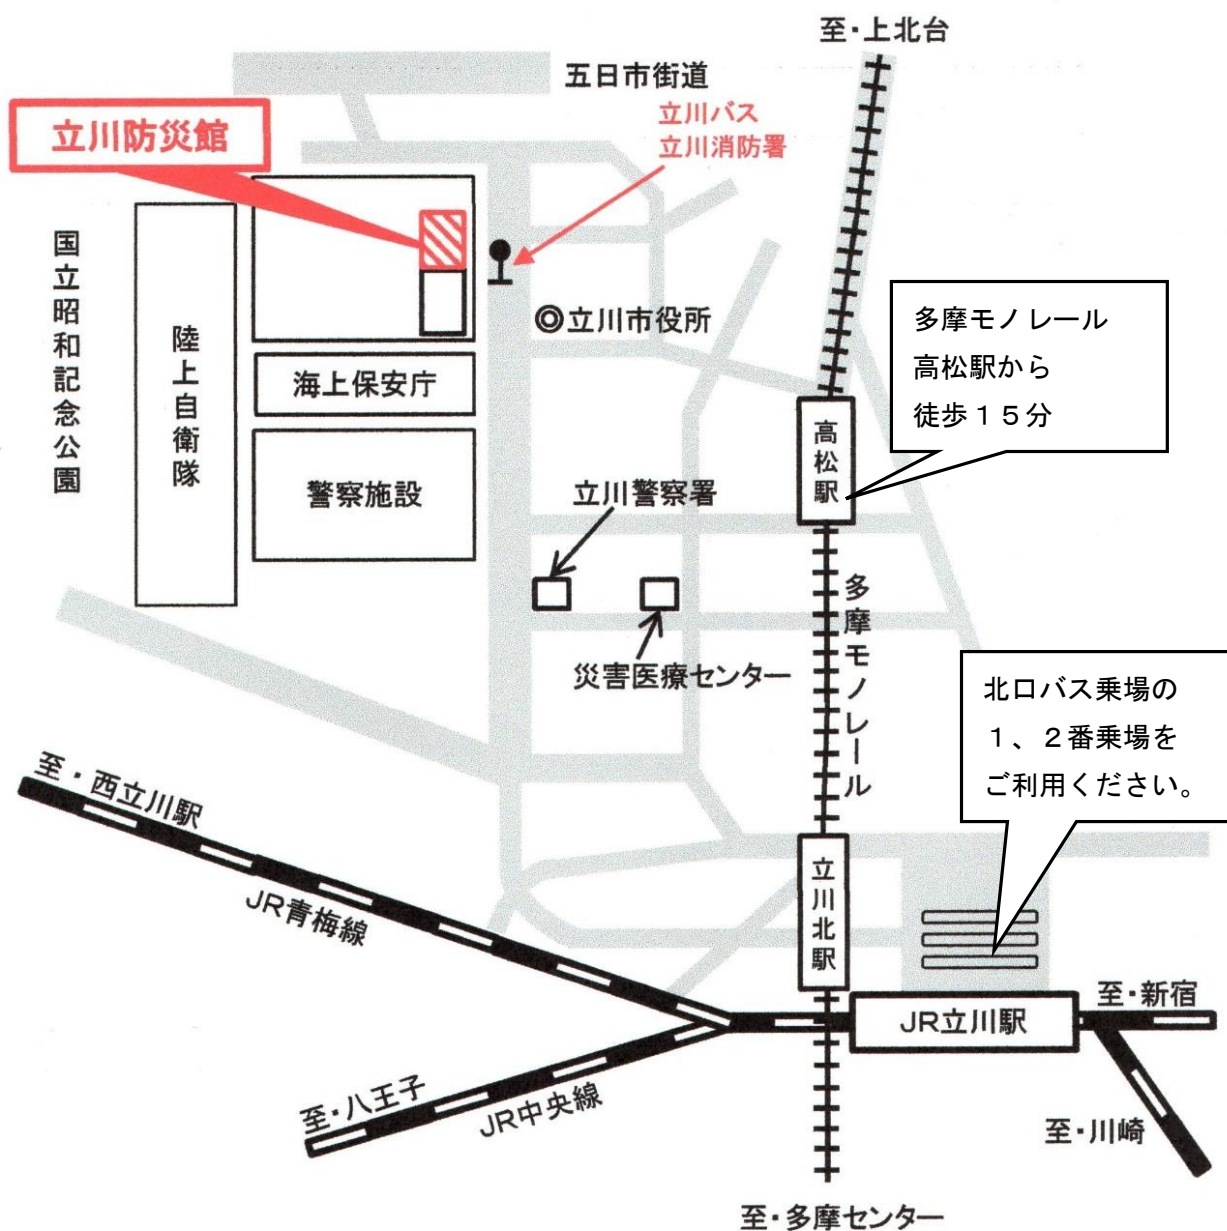 至・上北台
五日市街道
立川バス
立川消防署
立川防災館
国立昭和記念公園
陸上自衛隊
◎立川市役所
海上保安庁
警察施設
多摩モノレール
高松駅から
徒歩１５分
高松駅
立川警察署
災害医療センター
多摩モノレール
北口バス乗場の
１、２番乗場を
ご利用ください。
至・西立川駅
JR青梅線
立川北駅
JR立川駅
至・新宿
至・八王子
JR中央線
至・川崎
至・多摩センター